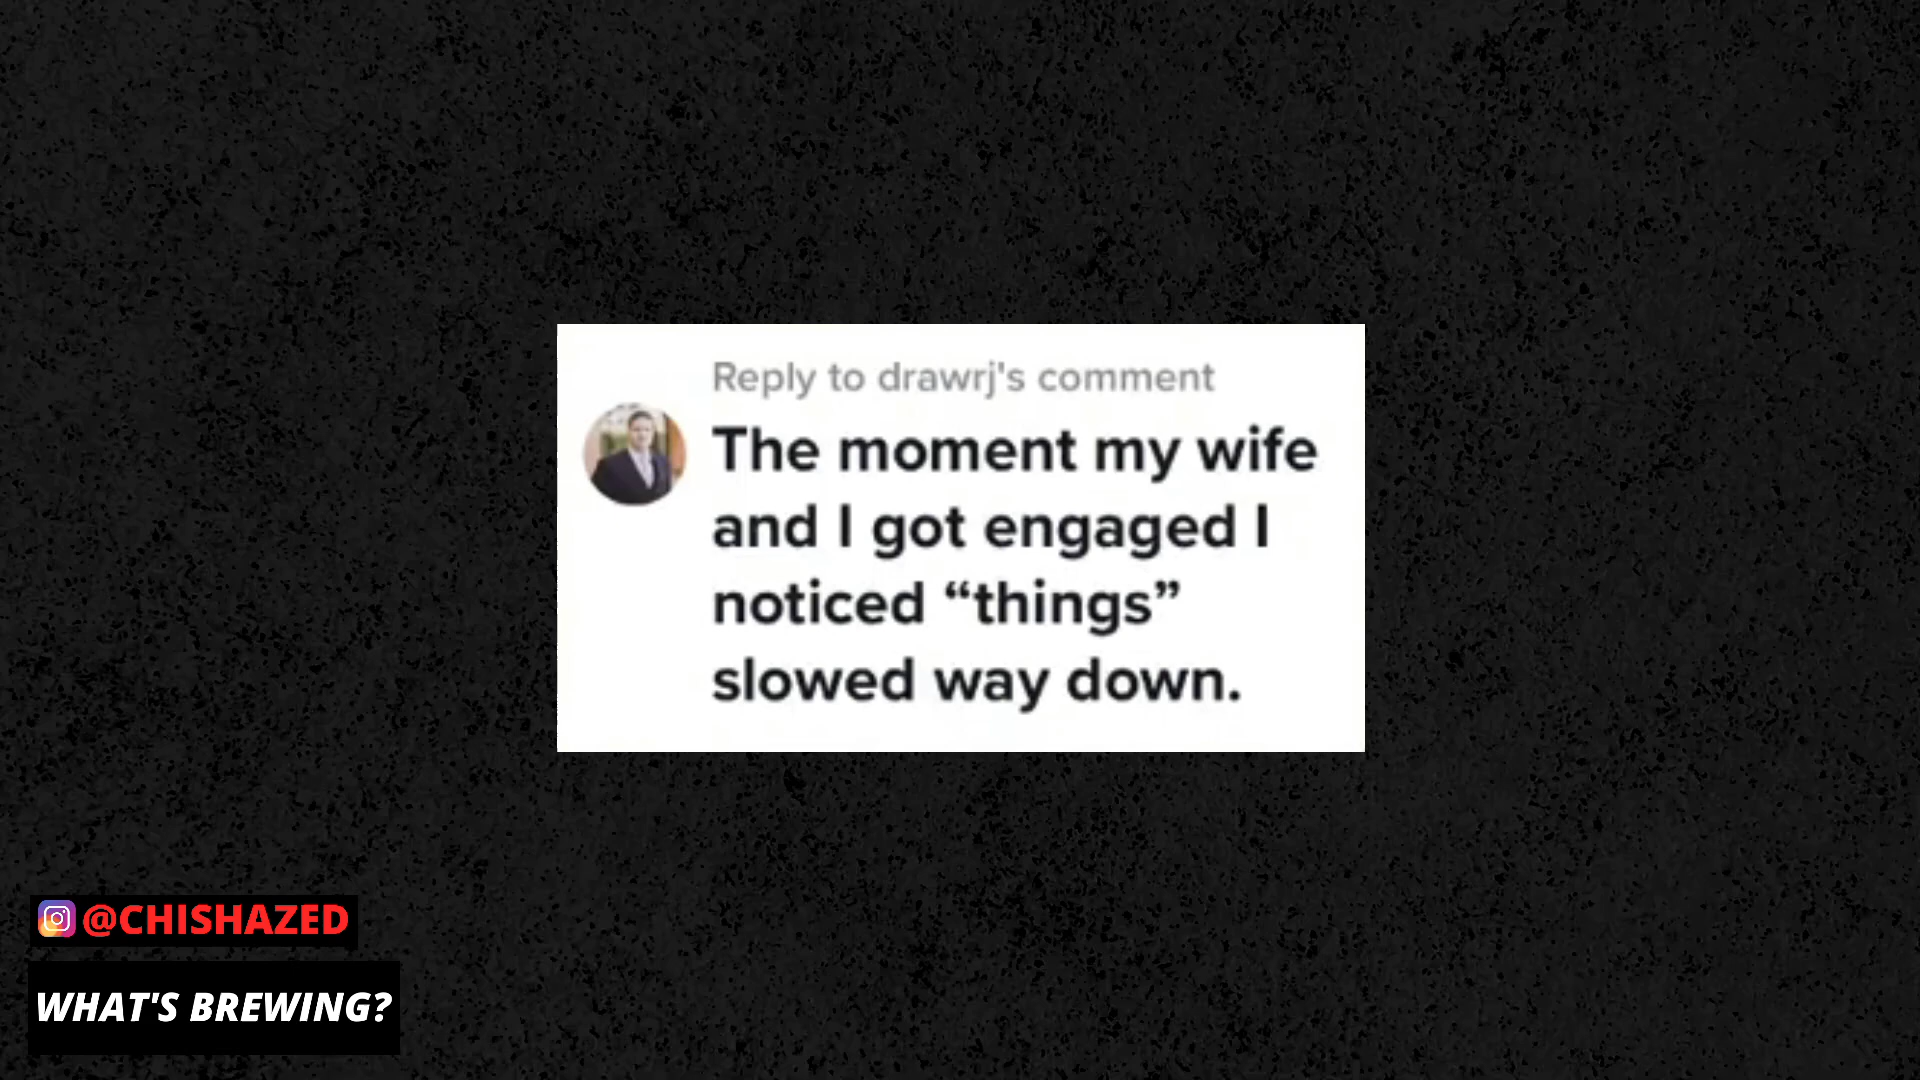 Reply to drawrj's comment
The moment my wife
and I got engaged I
noticed “things”
slowed way down.
@CHISHAZED
WHAT'S BREWING?